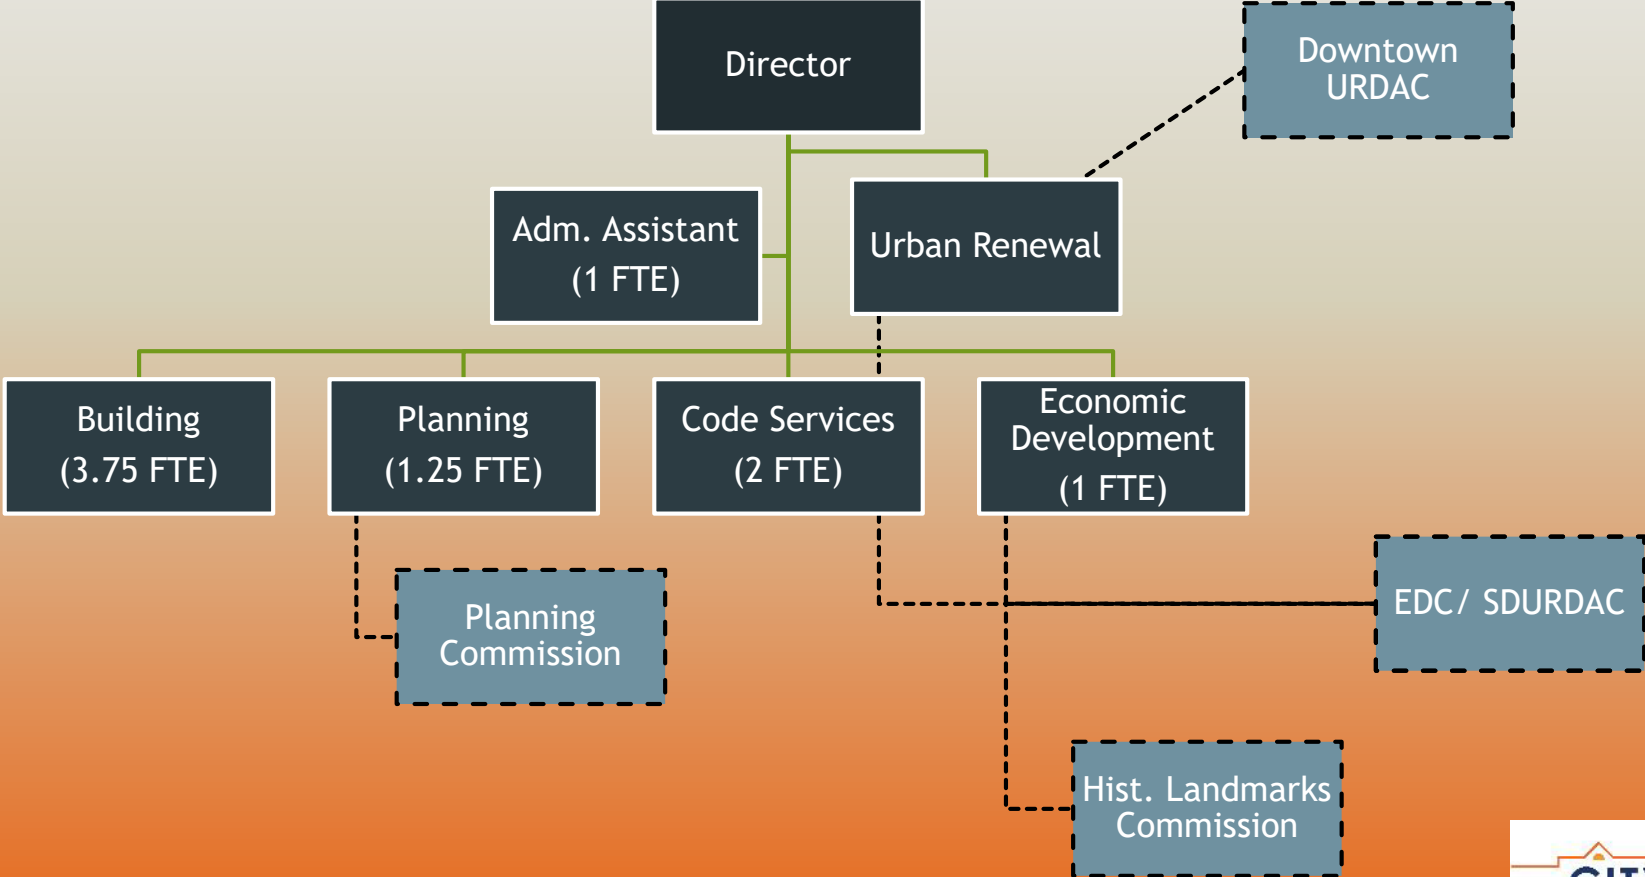 Director
Downtown
URDAC
Adm. Assistant
(1 FTE)
Urban Renewal
Building
(3.75 FTE)
Planning
(1.25 FTE)
Code Services
(2 FTE)
Economic
Development
(1 FTE)
Planning
Commission
EDC/ SDURDAC
Hist. Landmarks
Commission